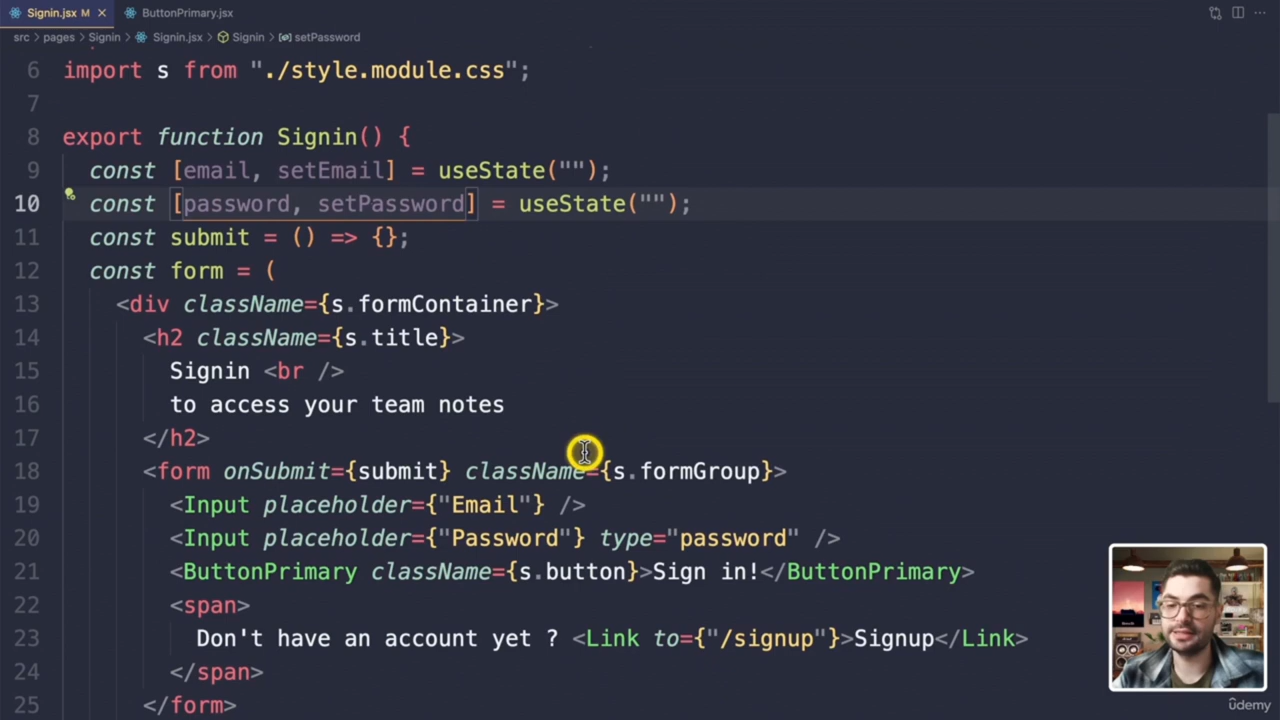 Signin.jsx M ButtonPrimary.jsx
src > pages > Signin > Signin.jsx > Signin > setPassword
6 import s from "./style.module.css";
7
8 export function Signin() {
9 const [email, setEmail] = useState("");
10 const [password, setPassword] = useState("");
11 const submit = () => {};
12 const form = (
13 <div className={s.formContainer}>
14 <h2 className={s.title}>
15 Signin <br />
16 to access your team notes
17 </h2>
18 <form onSubmit={submit} className={s.formGroup}>
19 <Input placeholder={"Email"} />
20 <Input placeholder={"Password"} type="password" />
21 <ButtonPrimary className={s.button}>Sign in!</ButtonPrimary>
22 <span>
23 Don't have an account yet ? <Link to={"/signup"}>Signup</Link>
24 </span>
25 </form>
ûdemy